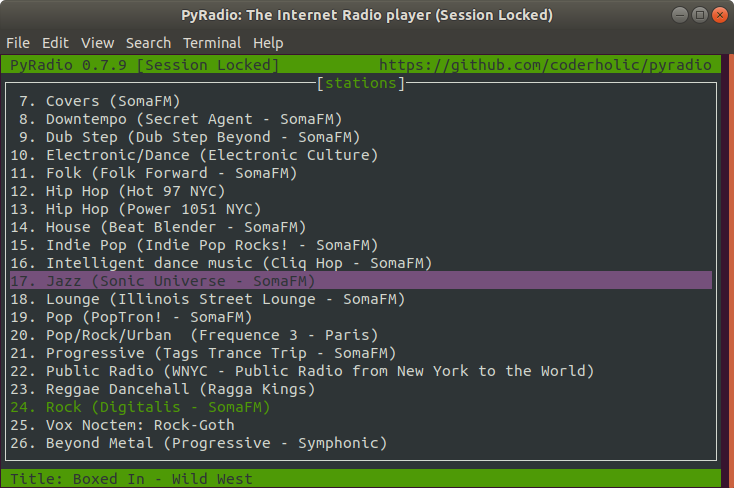 PyRadio: The Internet Radio player (Session Locked)
File Edit View Search Terminal Help
PyRadio 0.7.9 [Session Locked] https://github.com/coderholic/pyradio
[stations]
7. Covers (SomaFM)
8. Downtempo (Secret Agent - SomaFM)
9. Dub Step (Dub Step Beyond - SomaFM)
10. Electronic/Dance (Electronic Culture)
11. Folk (Folk Forward - SomaFM)
12. Hip Hop (Hot 97 NYC)
13. Hip Hop (Power 1051 NYC)
14. House (Beat Blender - SomaFM)
15. Indie Pop (Indie Pop Rocks! - SomaFM)
16. Intelligent dance music (Cliq Hop - SomaFM)
17. Jazz (Sonic Universe - SomaFM)
18. Lounge (Illinois Street Lounge - SomaFM)
19. Pop (PopTron! - SomaFM)
20. Pop/Rock/Urban  (Frequence 3 - Paris)
21. Progressive (Tags Trance Trip - SomaFM)
22. Public Radio (WNYC - Public Radio from New York to the World)
23. Reggae Dancehall (Ragga Kings)
24. Rock (Digitalis - SomaFM)
25. Vox Noctem: Rock-Goth
26. Beyond Metal (Progressive - Symphonic)
Title: Boxed In - Wild West